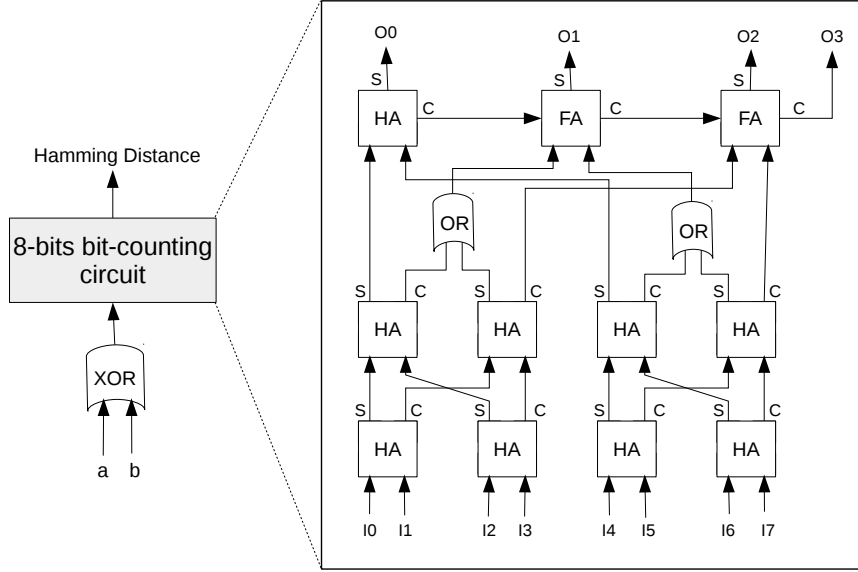 Hamming Distance
8-bits bit-counting
circuit
XOR
a b
O0 O1 O2 O3
S S S
C C C
HA FA FA
OR OR
S C S C S C S C
HA HA HA HA
S C S C S C S C
HA HA HA HA
I0 I1 I2 I3 I4 I5 I6 I7